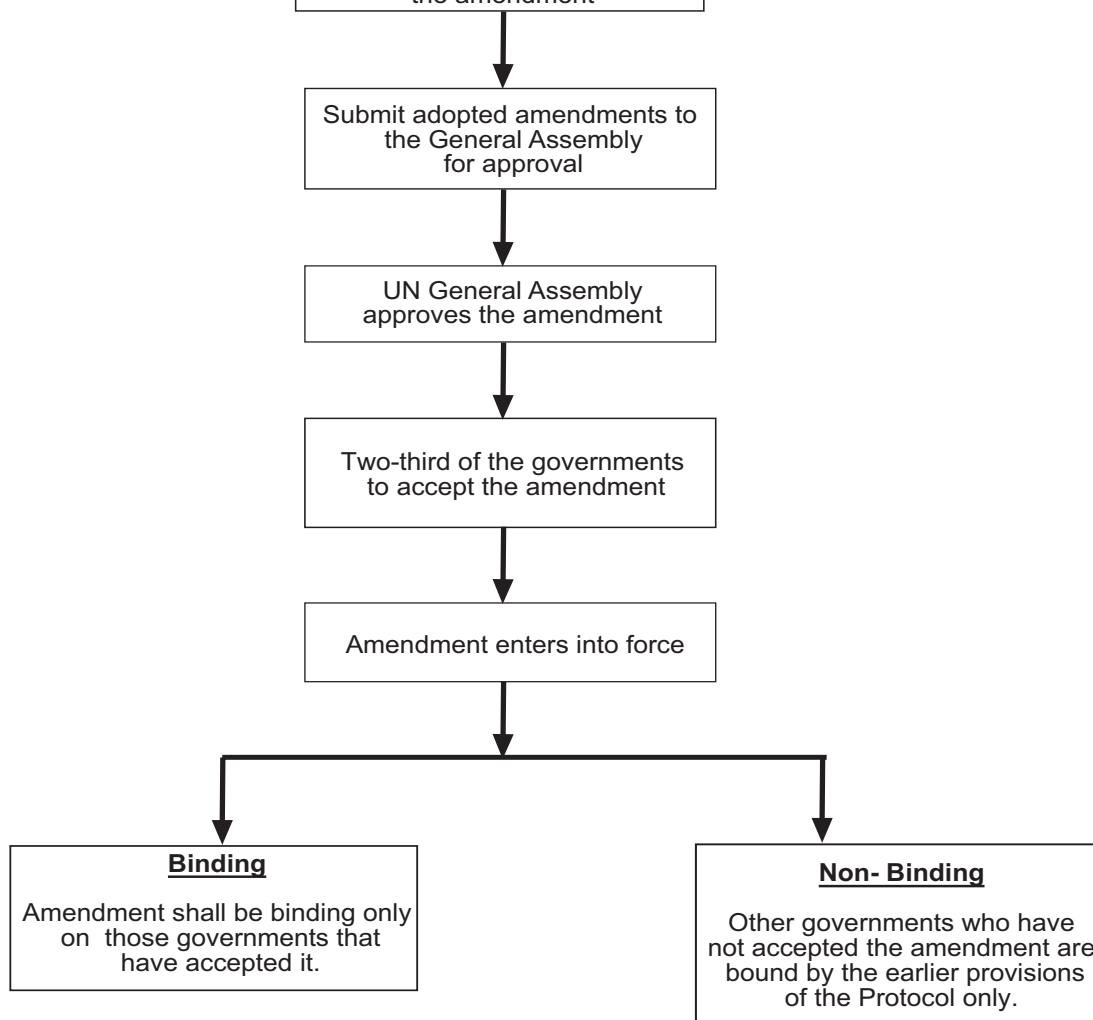 the amendment
Submit adopted amendments to
the General Assembly
for approval
UN General Assembly
approves the amendment
Two-third of the governments
to accept the amendment
Amendment enters into force
Binding
Amendment shall be binding only
on those governments that
have accepted it.
Non- Binding
Other governments who have
not accepted the amendment are
bound by the earlier provisions
of the Protocol only.